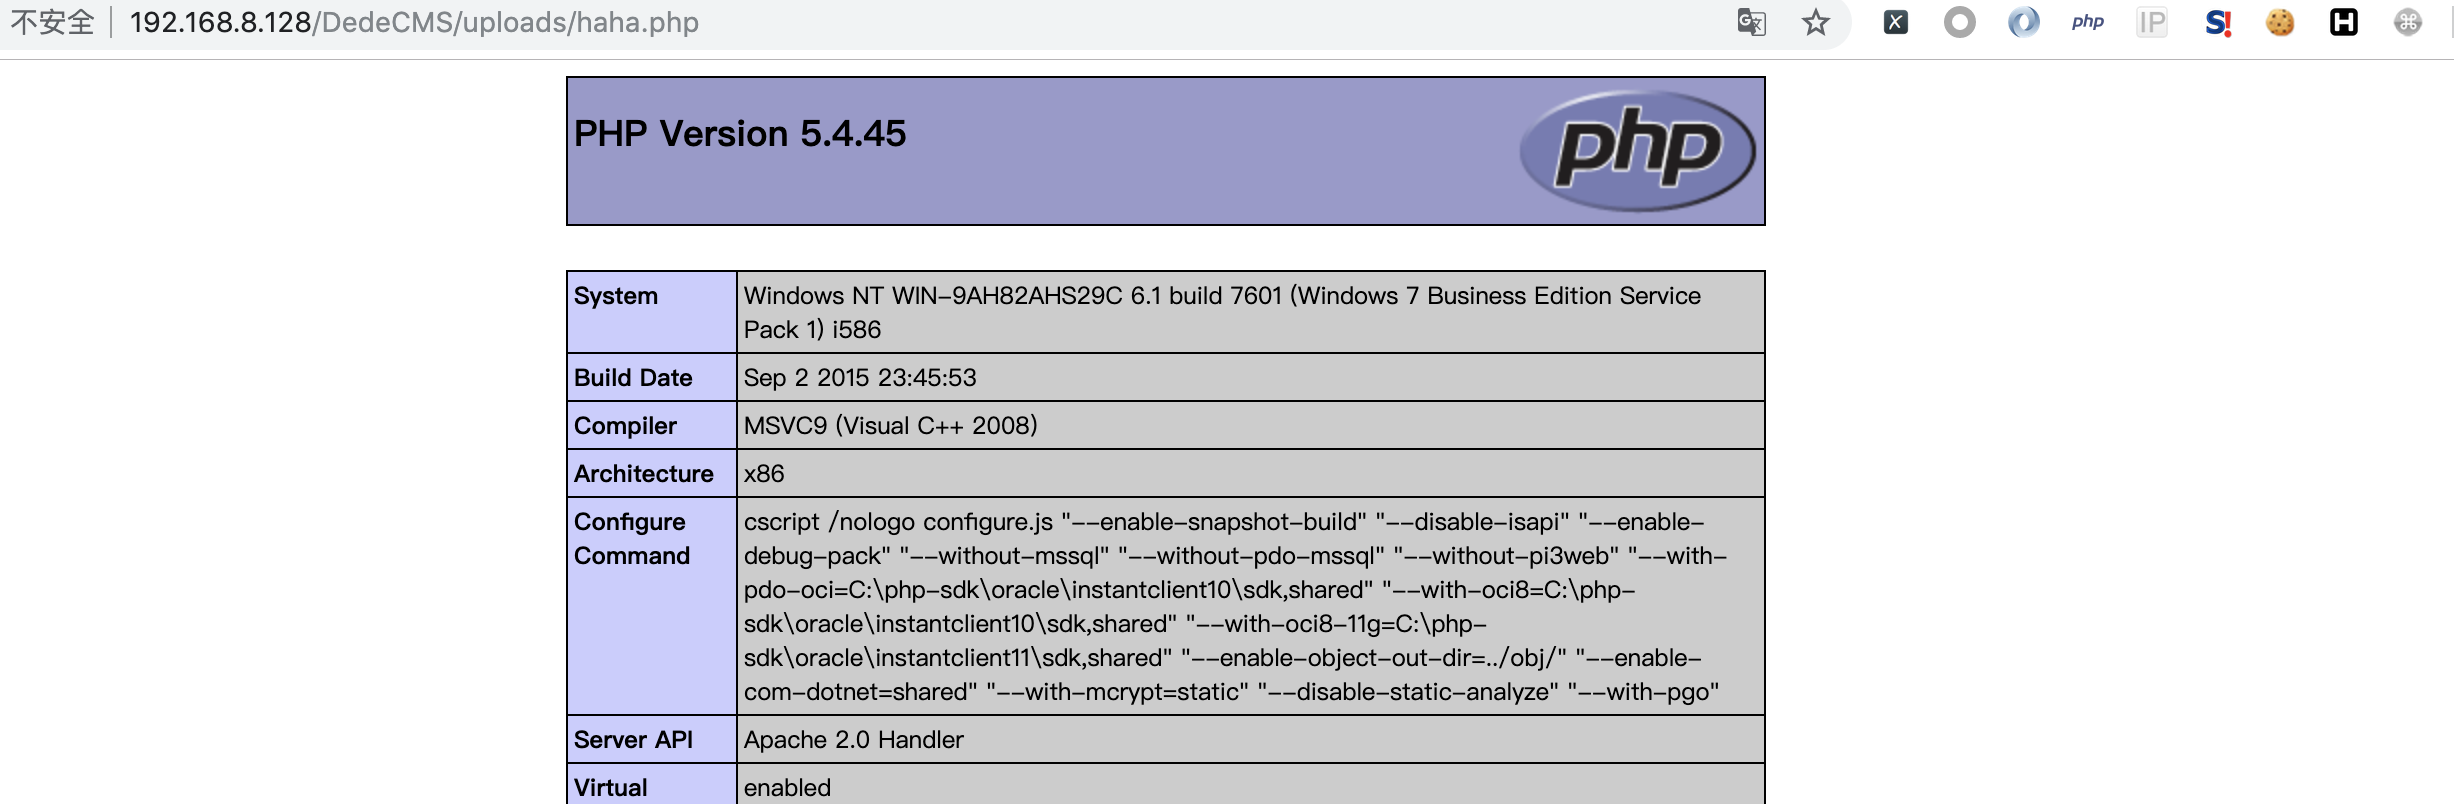 不安全 192.168.8.128/DedeCMS/uploads/haha.php X php IP S! H
PHP Version 5.4.45 php
System Windows NT WIN-9AH82AHS29C 6.1 build 7601 (Windows 7 Business Edition Service
Pack 1) i586
Build Date Sep 2 2015 23:45:53
Compiler MSVC9 (Visual C++ 2008)
Architecture x86
Configure cscript /nologo configure.js "--enable-snapshot-build" "--disable-isapi" "--enable-
Command debug-pack" "--without-mssql" "--without-pdo-mssql" "--without-pi3web" "--with-
pdo-oci=C:\php-sdk\oracle\instantclient10\sdk,shared" "--with-oci8=C:\php-
sdk\oracle\instantclient10\sdk,shared" "--with-oci8-11g=C:\php-
sdk\oracle\instantclient11\sdk,shared" "--enable-object-out-dir=../obj/" "--enable-
com-dotnet=shared" "--with-mcrypt=static" "--disable-static-analyze" "--with-pgo"
Server API Apache 2.0 Handler
Virtual enabled